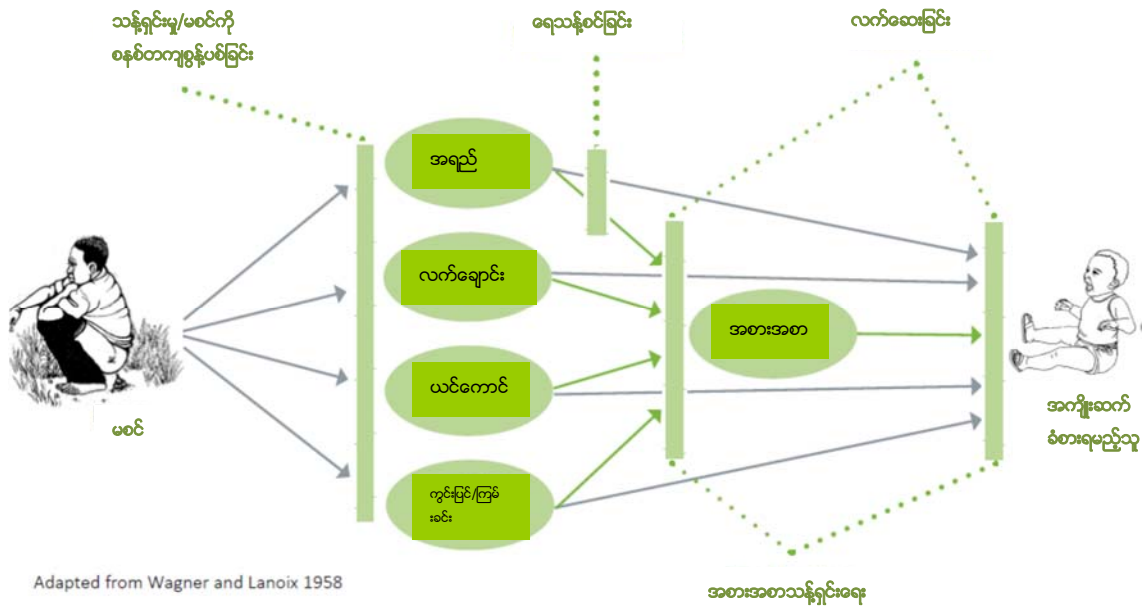 သန့်ရှင်းမှု/မစင်ကို
စနစ်တကျစွန့်ပစ်ခြင်း
ရေသန့်စင်ခြင်း
လက်ဆေးခြင်း
အရည်
လက်ချောင်း
အစားအစာ
ယင်ကောင်
ကွင်းပြင်/ကြမ်
းခင်း
မစင်
အကျိုးဆက်
ခံစားရမည့်သူ
Adapted from Wagner and Lanoix 1958
အစားအစာသန့်ရှင်းရေး